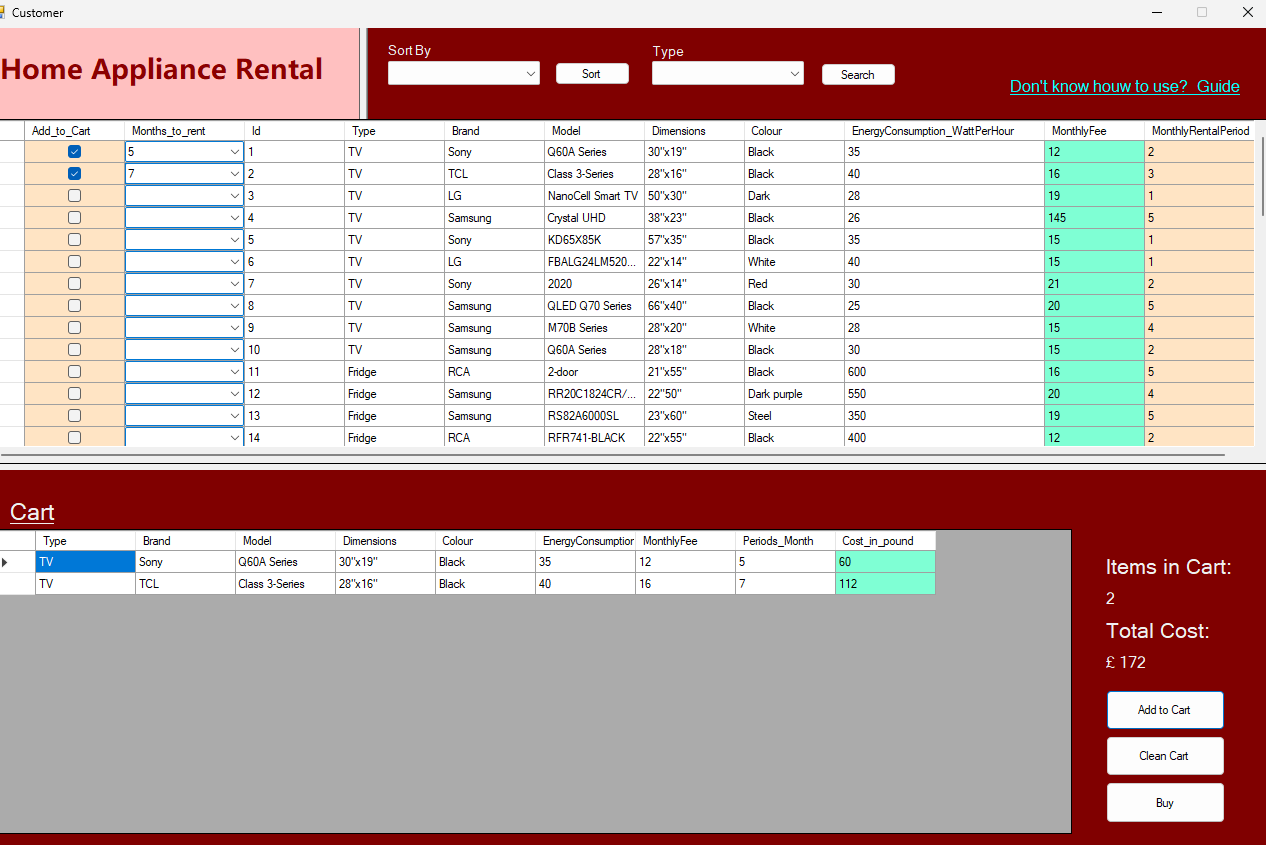 Customer
Home Appliance Rental
Sort By
Type
Sort
Search
Don't know houw to use? Guide
Add_to_Cart Months_to_rent Id Type Brand Model Dimensions Colour EnergyConsumption_WattPerHour MonthlyFee MonthlyRentalPeriod
5 1 TV Sony Q60A Series 30"x19" Black 35 12 2
7 2 TV TCL Class 3-Series 28"x16" Black 40 16 3
3 TV LG NanoCell Smart TV 50"x30" Dark 28 19 1
4 TV Samsung Crystal UHD 38"x23" Black 26 145 5
5 TV Sony KD65X85K 57"x35" Black 35 15 1
6 TV LG FBALG24LM520... 22"x14" White 40 15 1
7 TV Sony 2020 26"x14" Red 30 21 2
8 TV Samsung QLED Q70 Series 66"x40" Black 25 20 5
9 TV Samsung M70B Series 28"x20" White 28 15 4
10 TV Samsung Q60A Series 28"x18" Black 30 15 2
11 Fridge RCA 2-door 21"x55" Black 600 16 5
12 Fridge Samsung RR20C1824CR/... 22"50" Dark purple 550 20 4
13 Fridge Samsung RS82A6000SL 23"x60" Steel 350 19 5
14 Fridge RCA RFR741-BLACK 22"x55" Black 400 12 2
Cart
Type Brand Model Dimensions Colour EnergyConsumption MonthlyFee Periods_Month Cost_in_pound
TV Sony Q60A Series 30"x19" Black 35 12 5 60
TV TCL Class 3-Series 28"x16" Black 40 16 7 112
Items in Cart:
2
Total Cost:
£ 172
Add to Cart
Clean Cart
Buy